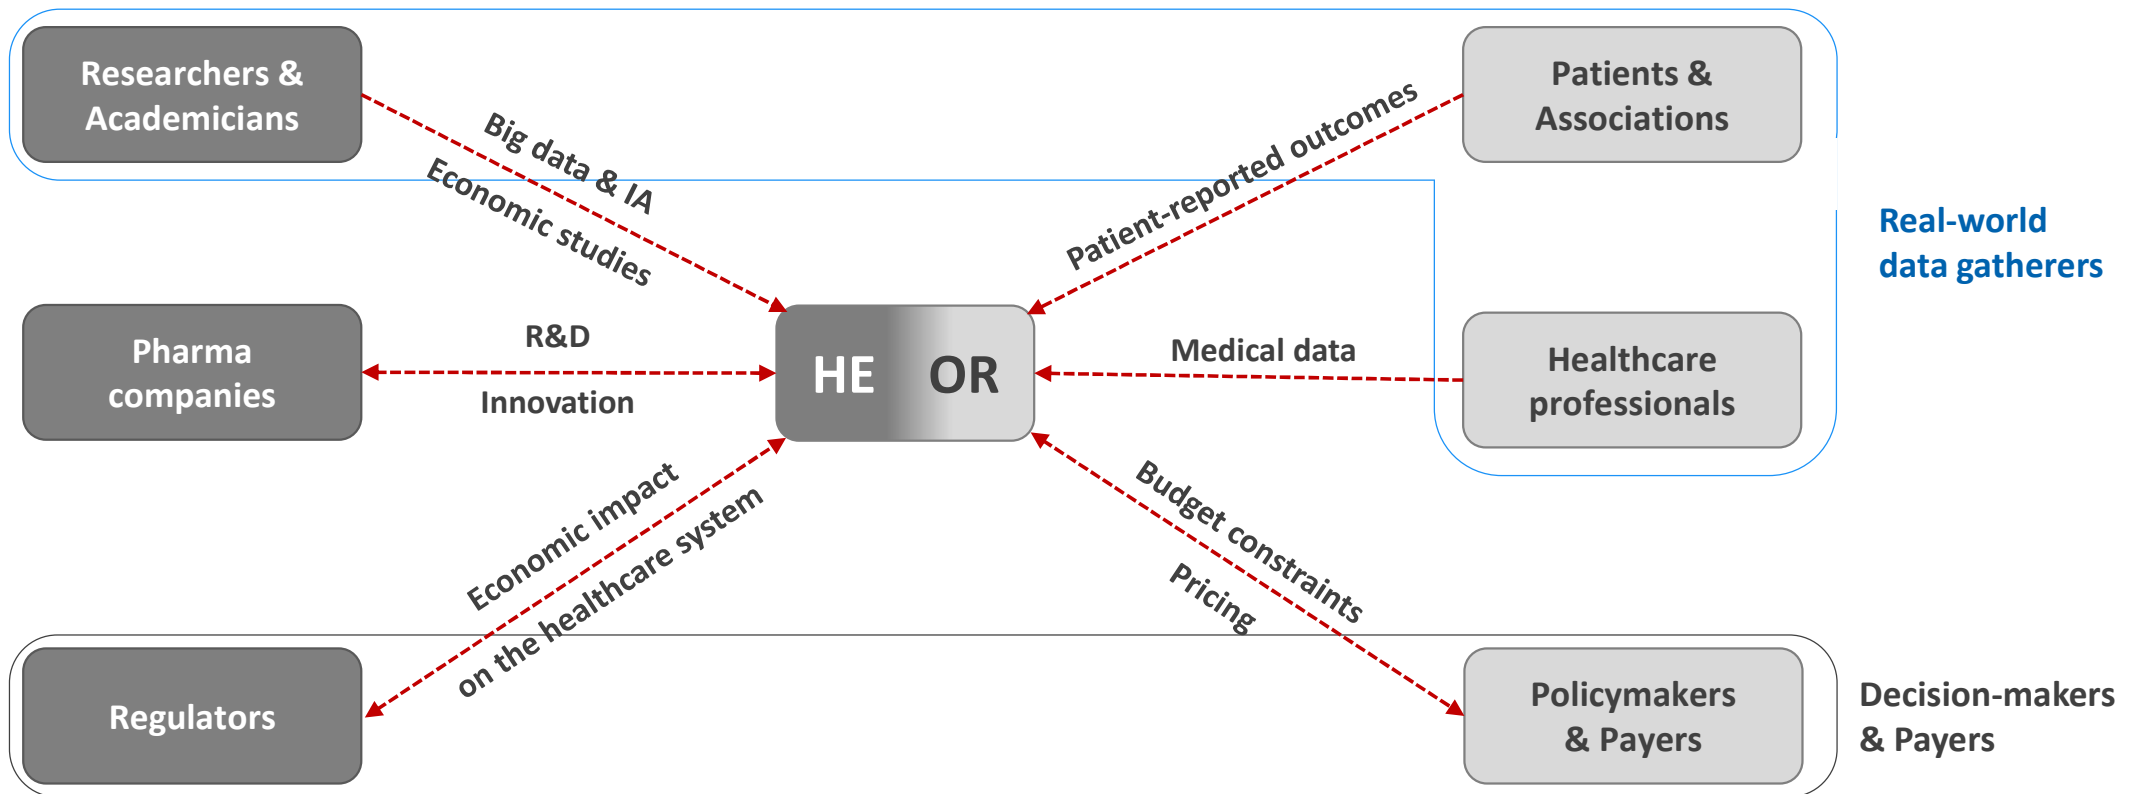 Researchers &
Academicians
Big data & IA
Economic studies
Patient-reported outcomes
Patients &
Associations
Real-world
data gatherers
Pharma
companies
R&D
Innovation
HE OR
Medical data
Healthcare
professionals
Economic impact
on the healthcare system
Budget constraints
Pricing
Regulators
Policymakers
& Payers
Decision-makers
& Payers